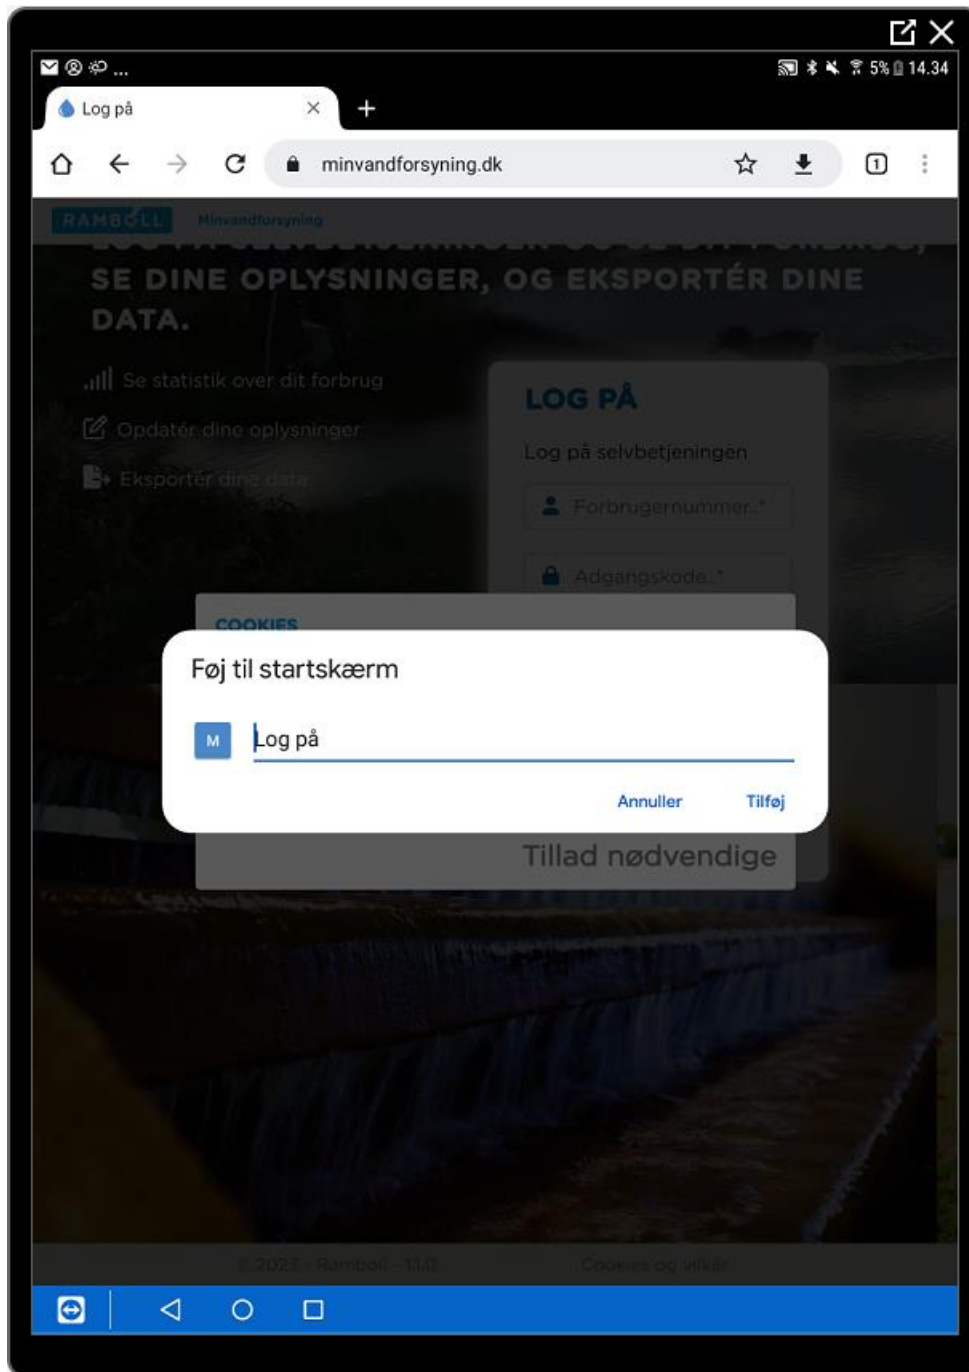 ... 5% 14.34
Log på
minvandforsyning.dk 1
RAMBOLL Minvandforsyning
SE DINE OPLYSNINGER, OG EKSPORTÉR DINE
DATA.
Se statistik over dit forbrug
Opdatér dine oplysninger
Eksportér dine data
LOG PÅ
Log på selvbetjeningen
Forbrugernummer..*
Adgangskode..*
COOKIES
Føj til startskærm
M Log på
Annuller Tilføj
Tillad nødvendige
© 2023 - Rambøll - 1.1.0 Cookies og vilkår